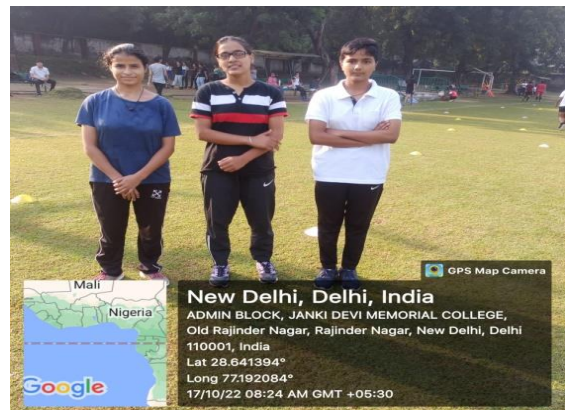 GPS Map Camera
Mali
Nigeria
Google
New Delhi, Delhi, India
ADMIN BLOCK, JANKI DEVI MEMORIAL COLLEGE,
Old Rajinder Nagar, Rajinder Nagar, New Delhi, Delhi
110001, India
Lat 28.641394°
Long 77.192084°
17/10/22 08:24 AM GMT +05:30